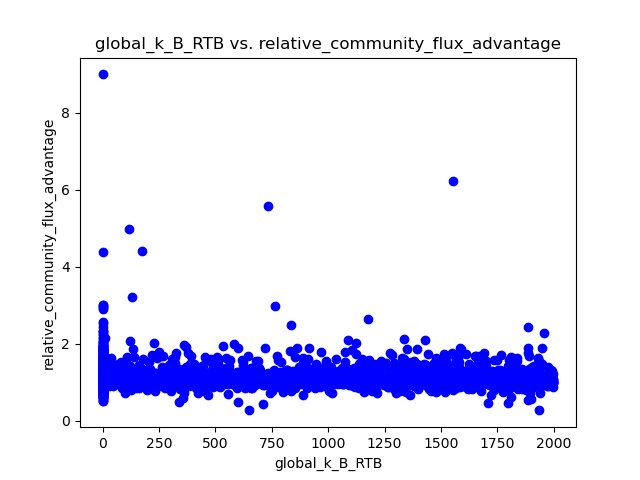 global_k_B_RTB vs. relative_community_flux_advantage
relative_community_flux_advantage
8
6
4
2
0
0 250 500 750 1000 1250 1500 1750 2000
global_k_B_RTB